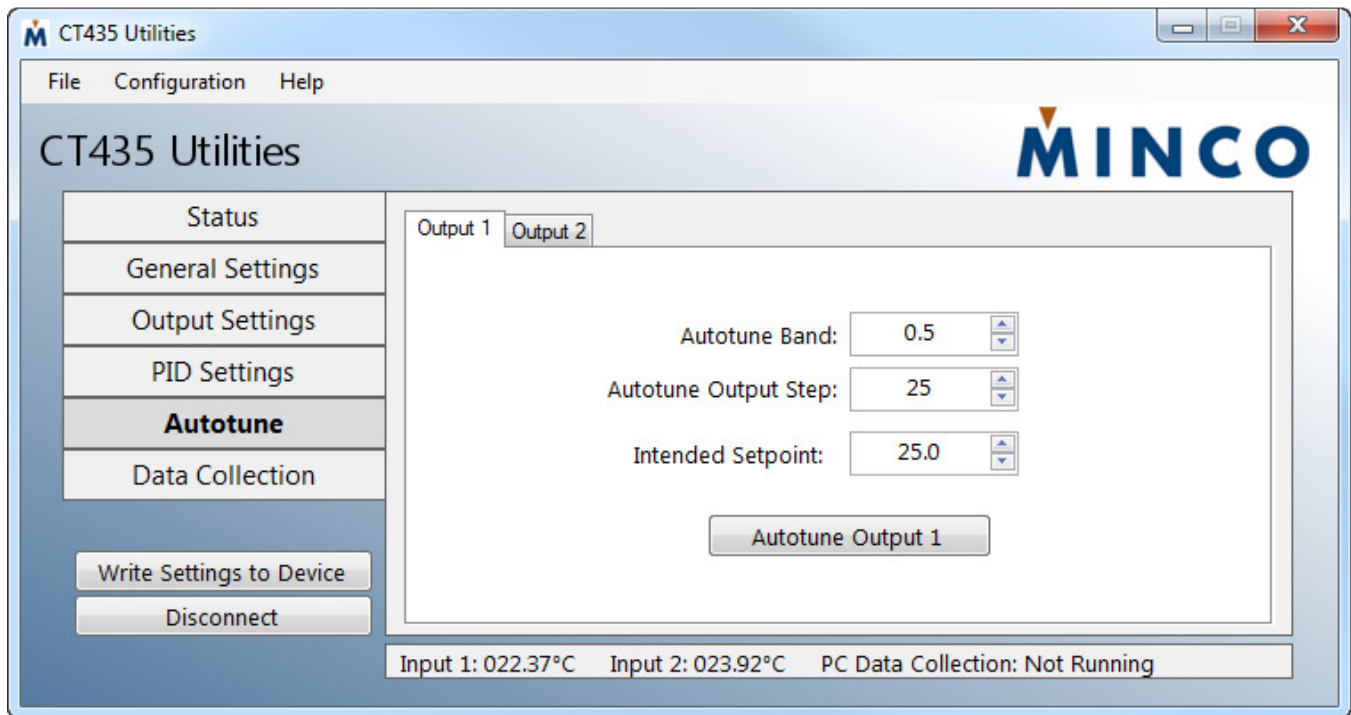 CT435 Utilities
File Configuration Help
CT435 Utilities
MINCO
Status
General Settings
Output Settings
PID Settings
Autotune
Data Collection
Write Settings to Device
Disconnect
Output 1 Output 2
Autotune Band: 0.5
Autotune Output Step: 25
Intended Setpoint: 25.0
Autotune Output 1
Input 1: 022.37°C Input 2: 023.92°C PC Data Collection: Not Running